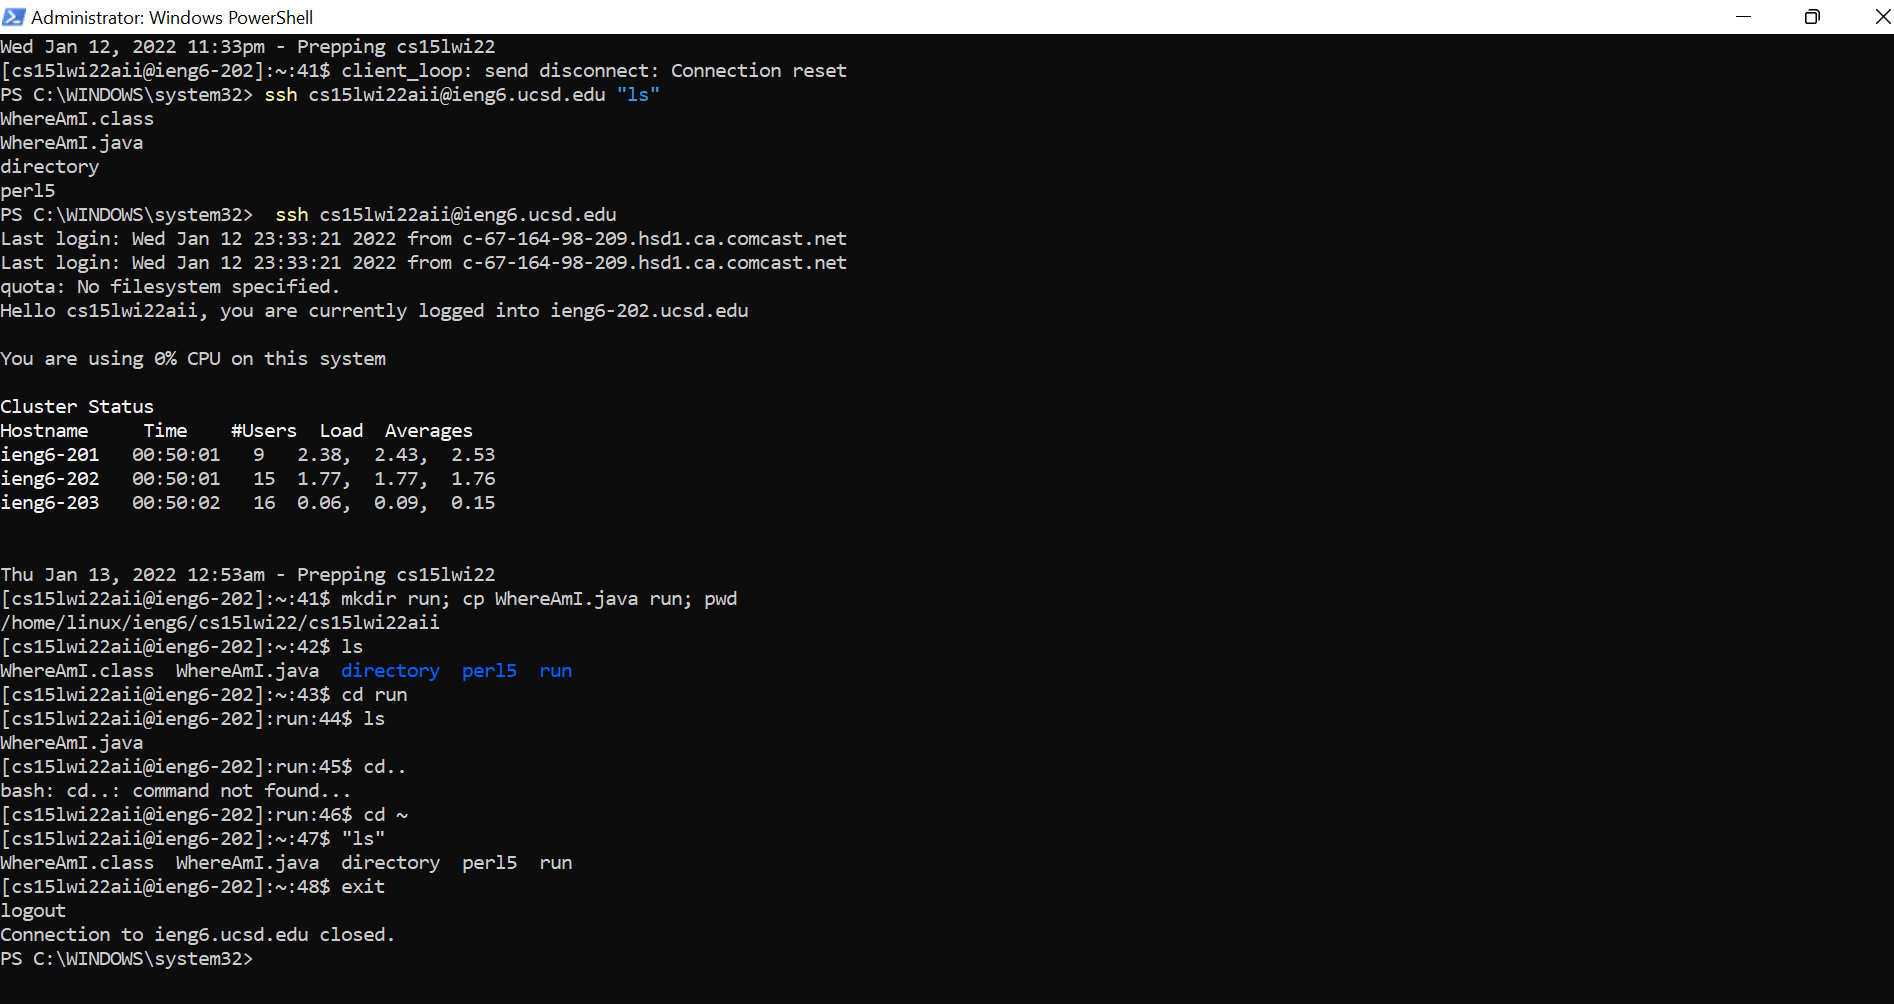 Administrator: Windows PowerShell
Wed Jan 12, 2022 11:33pm - Prepping cs15lwi22
[cs15lwi22aii@ieng6-202]:~:41$ client_loop: send disconnect: Connection reset
PS C:\WINDOWS\system32> ssh cs15lwi22aii@ieng6.ucsd.edu "ls"
WhereAmI.class
WhereAmI.java
directory
perl5
PS C:\WINDOWS\system32>  ssh cs15lwi22aii@ieng6.ucsd.edu
Last login: Wed Jan 12 23:33:21 2022 from c-67-164-98-209.hsd1.ca.comcast.net
Last login: Wed Jan 12 23:33:21 2022 from c-67-164-98-209.hsd1.ca.comcast.net
quota: No filesystem specified.
Hello cs15lwi22aii, you are currently logged into ieng6-202.ucsd.edu
You are using 0% CPU on this system
Cluster Status
Hostname     Time    #Users  Load  Averages
ieng6-201   00:50:01   9   2.38,  2.43,  2.53
ieng6-202   00:50:01   15  1.77,  1.77,  1.76
ieng6-203   00:50:02   16  0.06,  0.09,  0.15
Thu Jan 13, 2022 12:53am - Prepping cs15lwi22
[cs15lwi22aii@ieng6-202]:~:41$ mkdir run; cp WhereAmI.java run; pwd
/home/linux/ieng6/cs15lwi22/cs15lwi22aii
[cs15lwi22aii@ieng6-202]:~:42$ ls
WhereAmI.class  WhereAmI.java  directory  perl5  run
[cs15lwi22aii@ieng6-202]:~:43$ cd run
[cs15lwi22aii@ieng6-202]:run:44$ ls
WhereAmI.java
[cs15lwi22aii@ieng6-202]:run:45$ cd..
bash: cd..: command not found...
[cs15lwi22aii@ieng6-202]:run:46$ cd ~
[cs15lwi22aii@ieng6-202]:~:47$ "ls"
WhereAmI.class  WhereAmI.java  directory  perl5  run
[cs15lwi22aii@ieng6-202]:~:48$ exit
logout
Connection to ieng6.ucsd.edu closed.
PS C:\WINDOWS\system32>